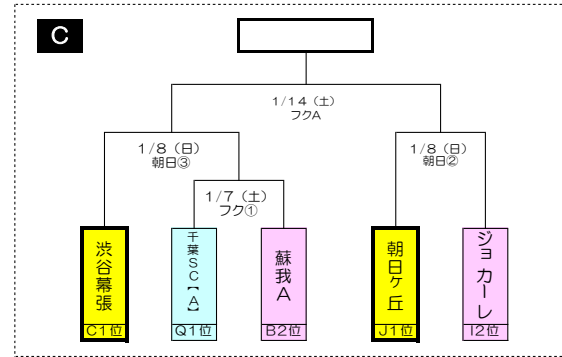 C
1/14（土）
フクA
1/8（日）
朝日③
1/8（日）
朝日②
1/7（土）
フク①
渋谷幕張
千葉SC【A】
蘇我A
朝日ヶ丘
ジョカーレ
C1位
Q1位
B2位
J1位
I2位